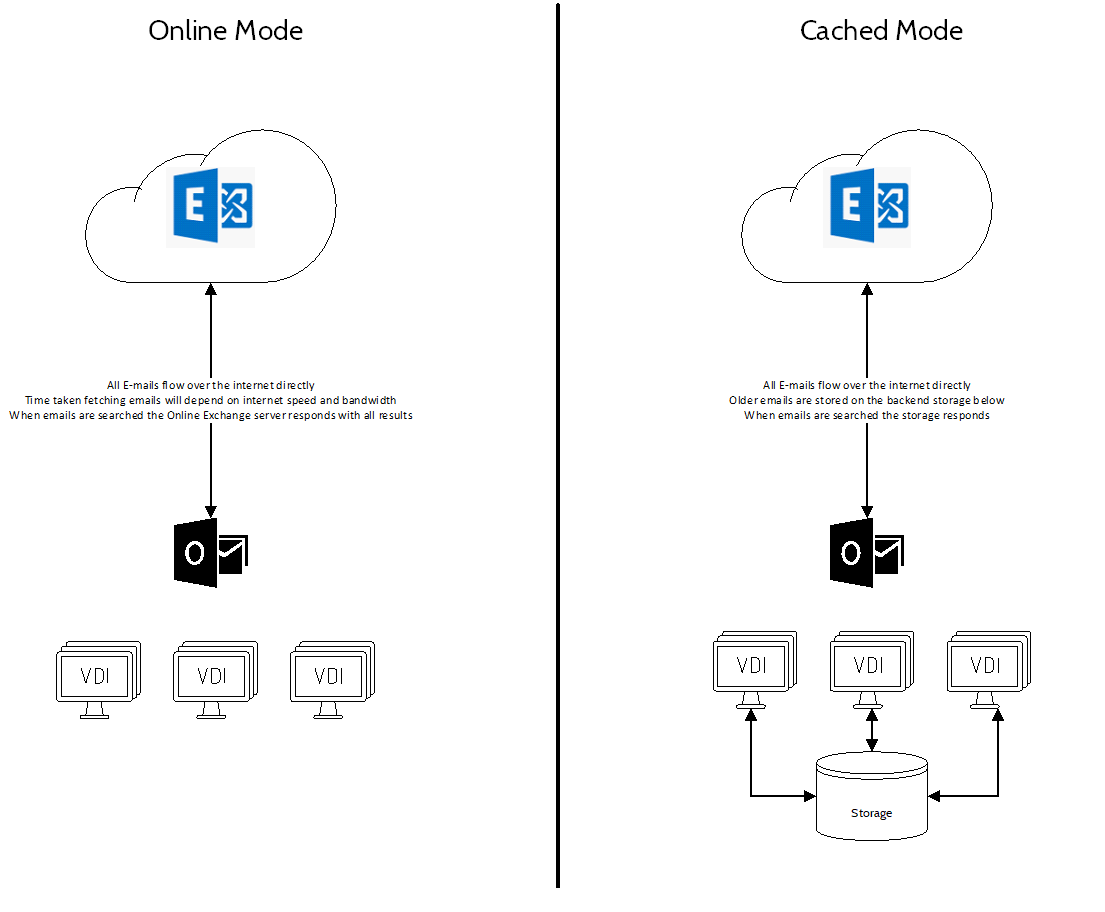 Online Mode
Cached Mode
E
E
All E-mails flow over the internet directly
Time taken fetching emails will depend on internet speed and bandwidth
When emails are searched the Online Exchange server responds with all results
All E-mails flow over the internet directly
Older emails are stored on the backend storage below
When emails are searched the storage responds
O
O
VDI
VDI
VDI
VDI
VDI
VDI
Storage